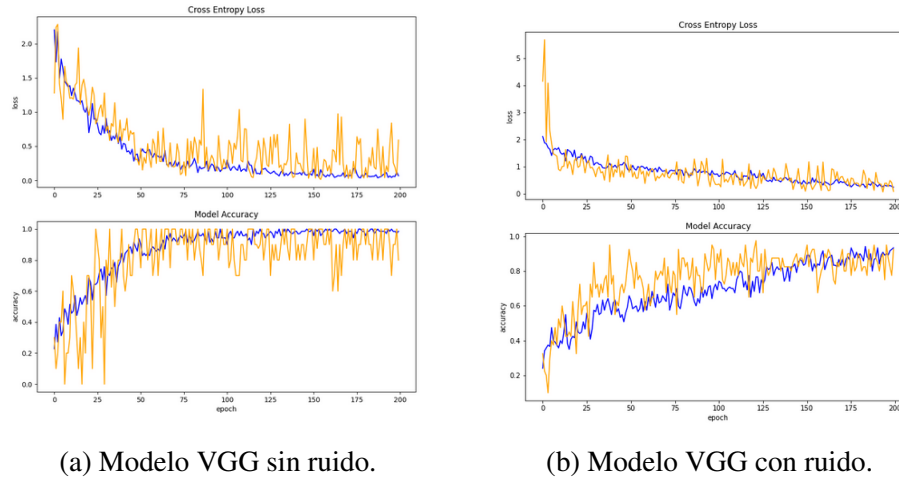 Cross Entropy Loss
2.0
1.5
1.0
0.5
0.0
loss
0 25 50 75 100 125 150 175 200
Model Accuracy
1.0
0.8
0.6
0.4
0.2
0.0
accuracy
0 25 50 75 100 125 150 175 200
epoch
(a) Modelo VGG sin ruido.
Cross Entropy Loss
5
4
3
2
1
0
loss
0 25 50 75 100 125 150 175 200
Model Accuracy
1.0
0.8
0.6
0.4
0.2
accuracy
0 25 50 75 100 125 150 175 200
epoch
(b) Modelo VGG con ruido.